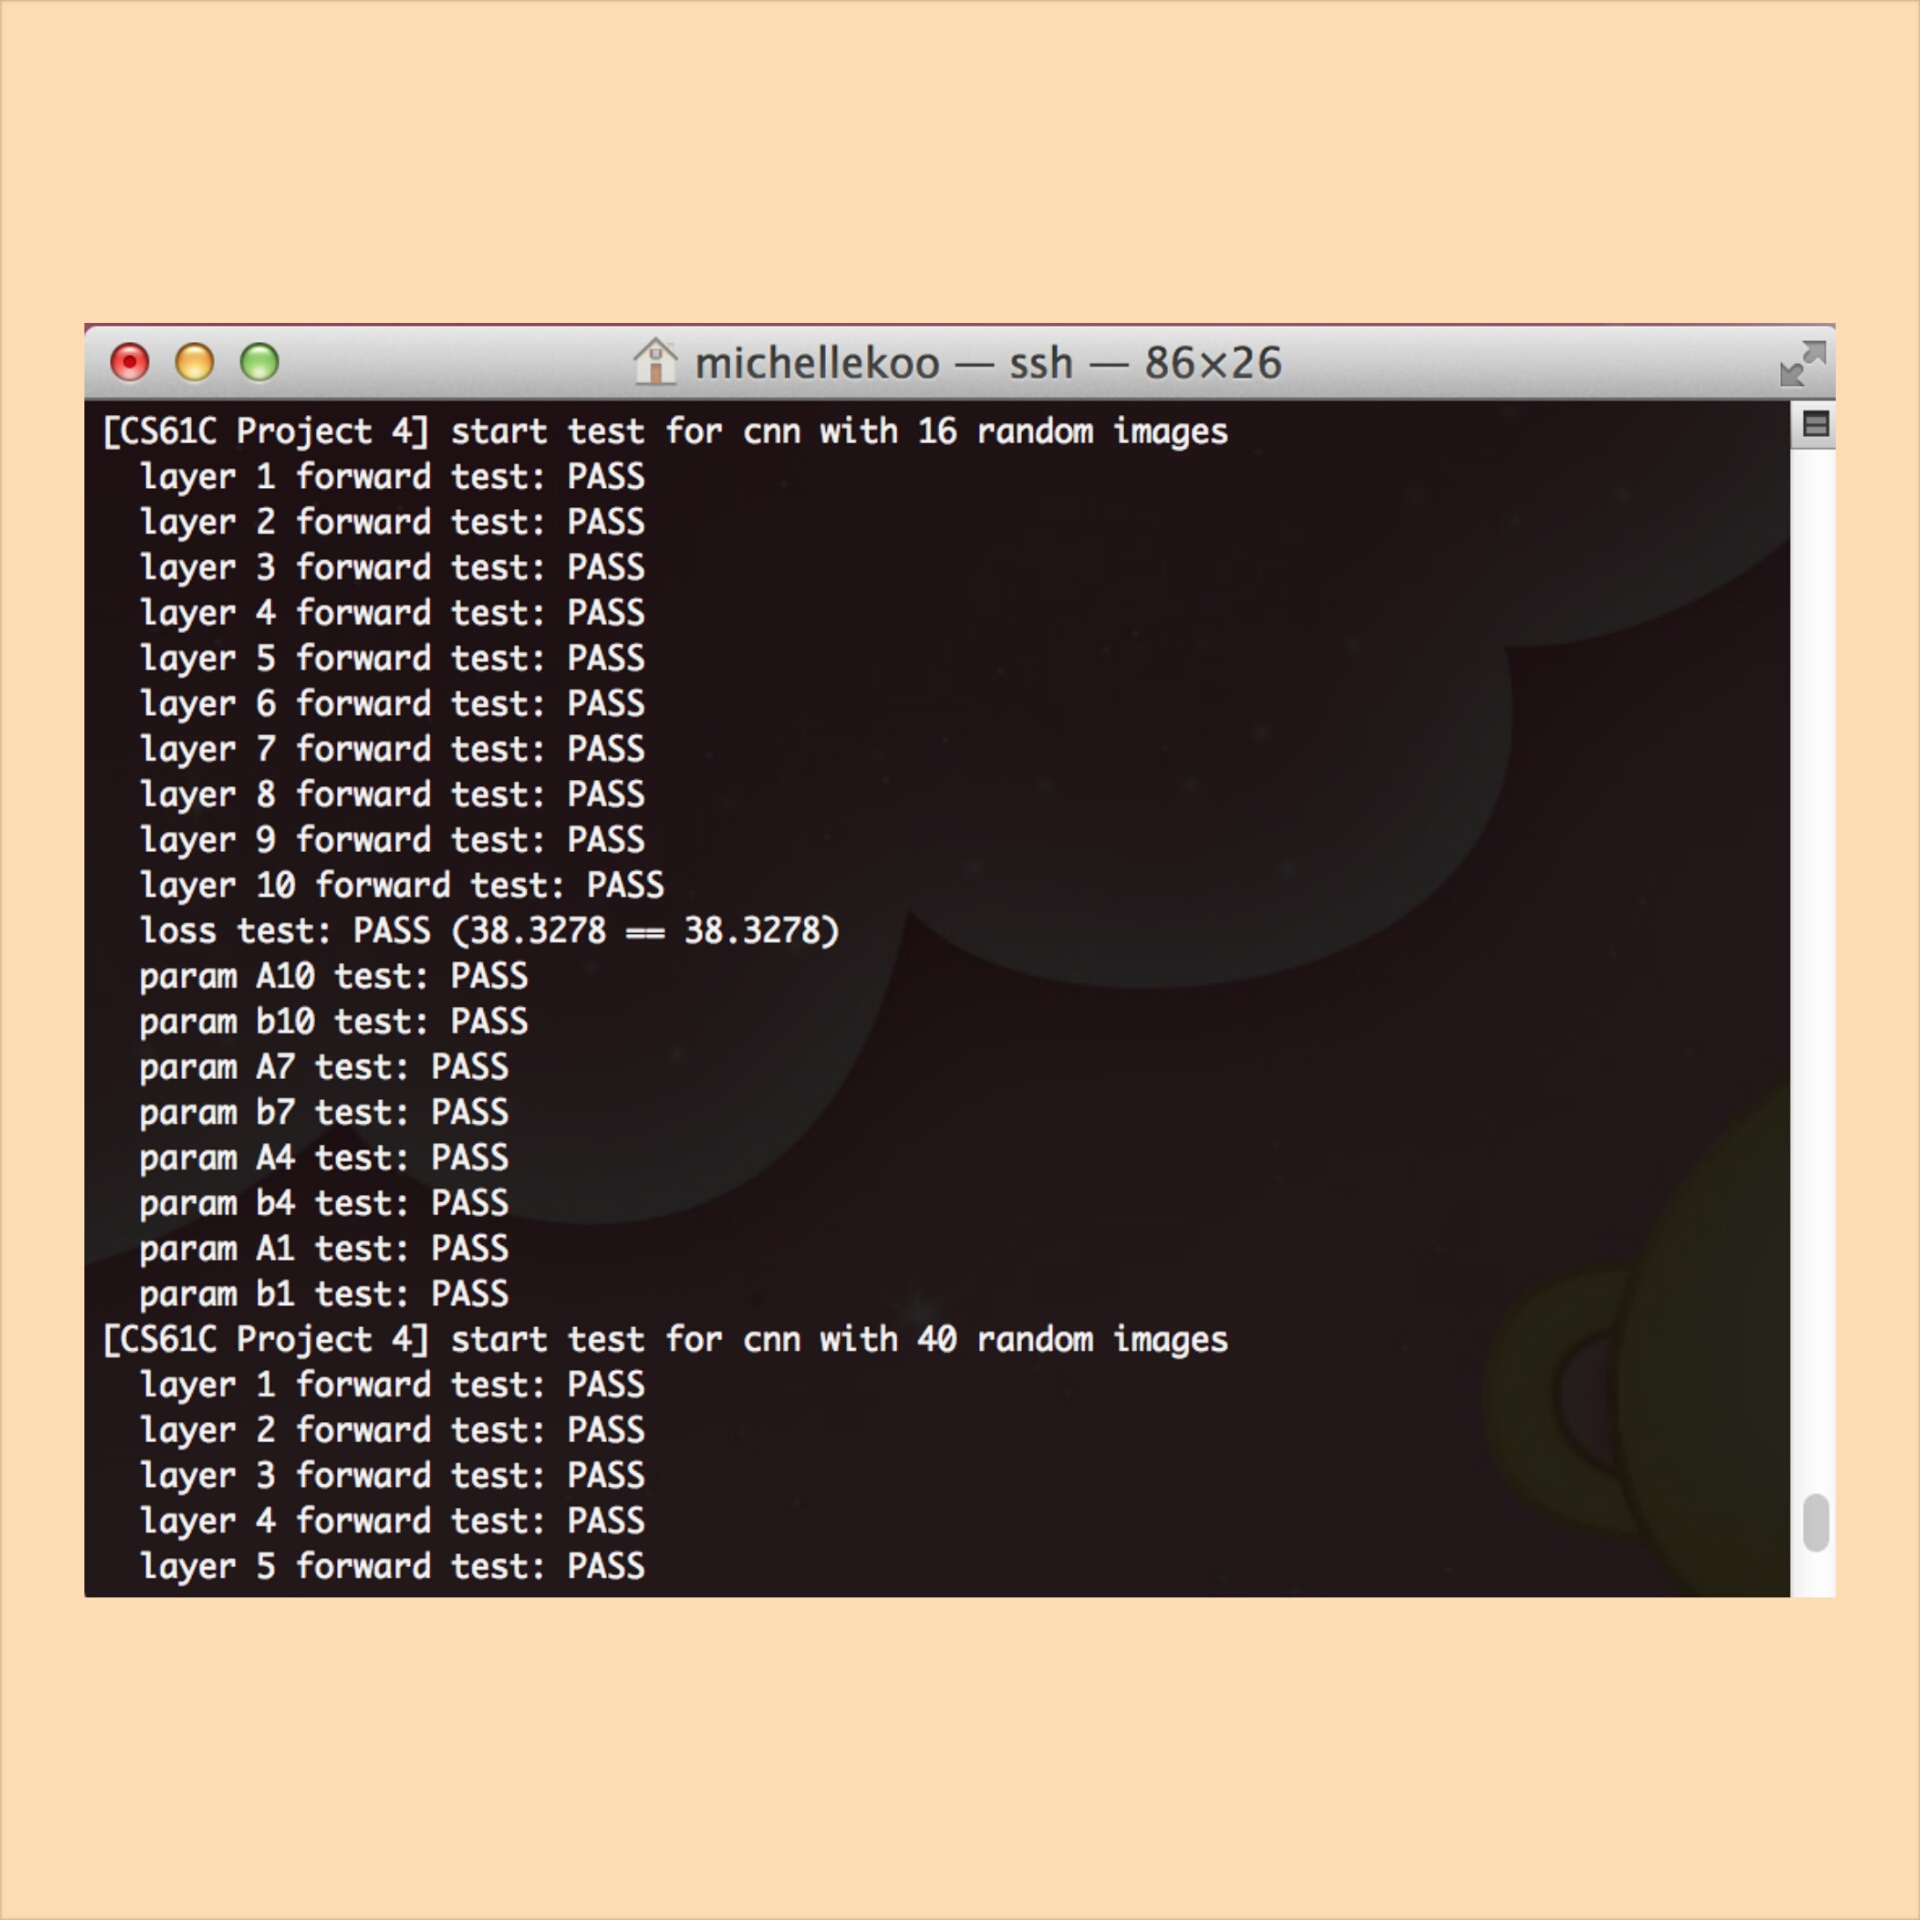 michellekoo — ssh — 86×26
[CS61C Project 4] start test for cnn with 16 random images
layer 1 forward test: PASS
layer 2 forward test: PASS
layer 3 forward test: PASS
layer 4 forward test: PASS
layer 5 forward test: PASS
layer 6 forward test: PASS
layer 7 forward test: PASS
layer 8 forward test: PASS
layer 9 forward test: PASS
layer 10 forward test: PASS
loss test: PASS (38.3278 == 38.3278)
param A10 test: PASS
param b10 test: PASS
param A7 test: PASS
param b7 test: PASS
param A4 test: PASS
param b4 test: PASS
param A1 test: PASS
param b1 test: PASS
[CS61C Project 4] start test for cnn with 40 random images
layer 1 forward test: PASS
layer 2 forward test: PASS
layer 3 forward test: PASS
layer 4 forward test: PASS
layer 5 forward test: PASS